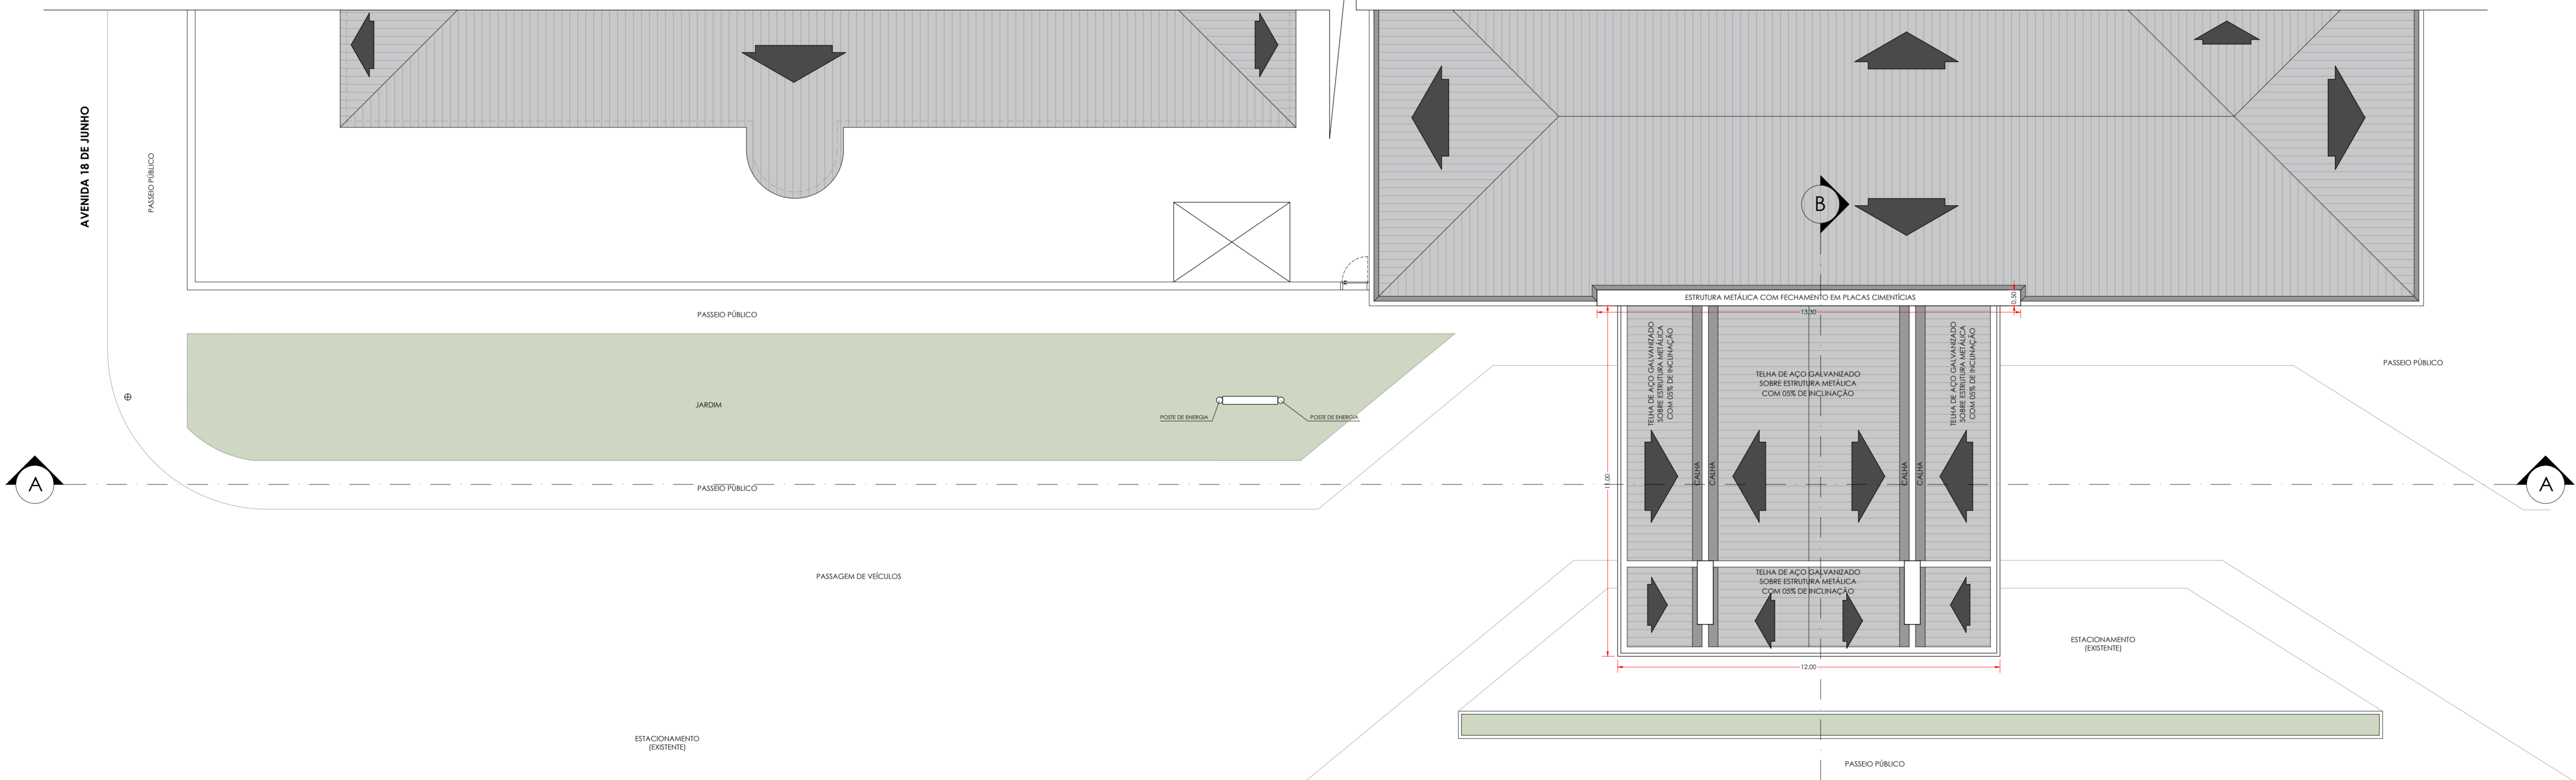 AVENIDA 18 DE JUNHO
PASSEIO PÚBLICO
B
ESTRUTURA METÁLICA COM FECHAMENTO EM PLACAS CIMENTÍCIAS
0,50
13,30
PASSEIO PÚBLICO
TELHA DE AÇO GALVANIZADO
SOBRE ESTRUTURA METÁLICA
COM 05% DE INCLINAÇÃO
TELHA DE AÇO GALVANIZADO
SOBRE ESTRUTURA METÁLICA
COM 05% DE INCLINAÇÃO
TELHA DE AÇO GALVANIZADO
SOBRE ESTRUTURA METÁLICA
COM 05% DE INCLINAÇÃO
PASSEIO PÚBLICO
JARDIM
POSTE DE ENERGIA
POSTE DE ENERGIA
CALHA
CALHA
CALHA
CALHA
11,00
A
PASSEIO PÚBLICO
A
PASSAGEM DE VEÍCULOS
TELHA DE AÇO GALVANIZADO
SOBRE ESTRUTURA METÁLICA
COM 05% DE INCLINAÇÃO
12,00
ESTACIONAMENTO
(EXISTENTE)
ESTACIONAMENTO
(EXISTENTE)
PASSEIO PÚBLICO